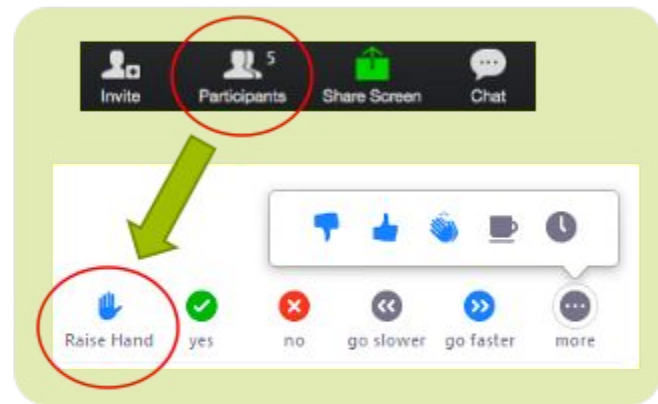 5
Invite Participants Share Screen Chat
Raise Hand yes no go slower go faster more